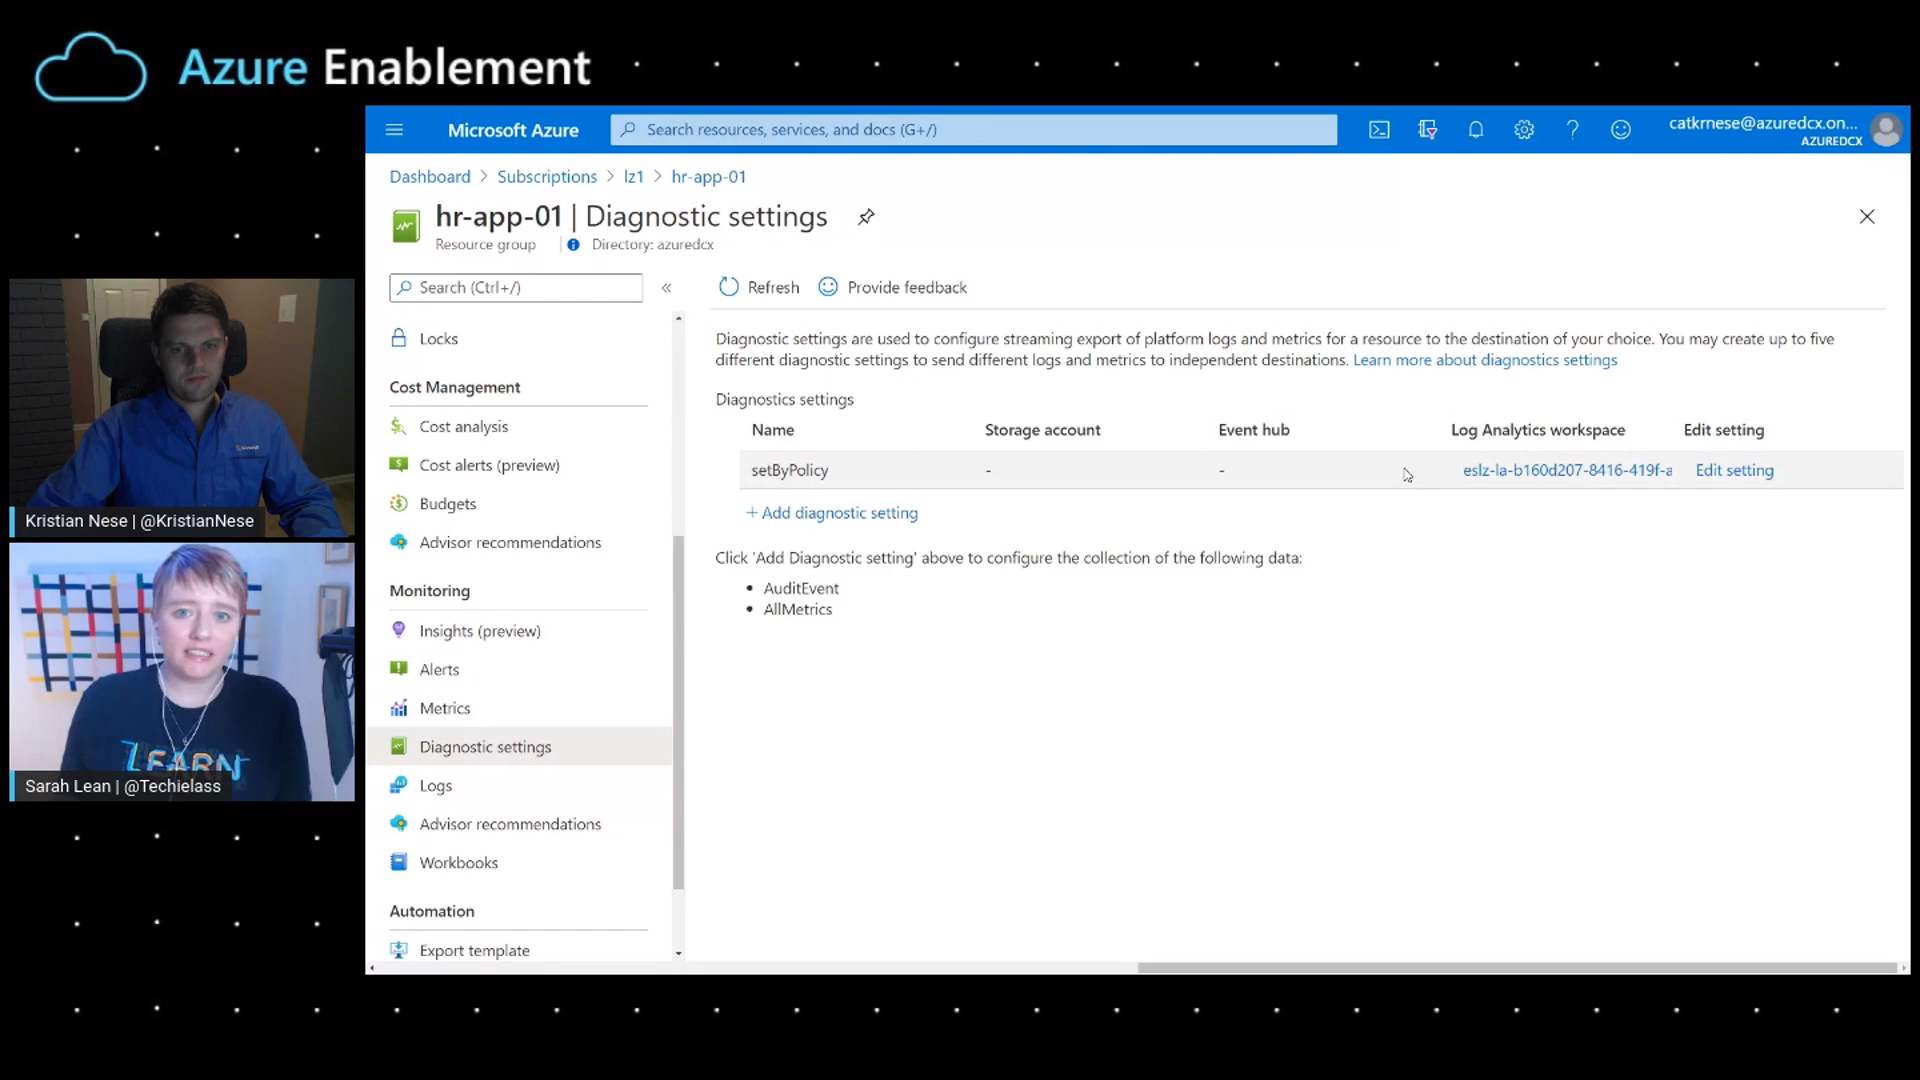 Azure Enablement
Microsoft Azure
Search resources, services, and docs (G+/)
catkrnese@azuredcx.on...
AZUREDCX
Dashboard > Subscriptions > lz1 > hr-app-01
hr-app-01 | Diagnostic settings
Resource group
Directory: azuredcx
Search (Ctrl+/)
«
Locks
Cost Management
Cost analysis
Cost alerts (preview)
Budgets
Advisor recommendations
Monitoring
Insights (preview)
Alerts
Metrics
Diagnostic settings
Logs
Advisor recommendations
Workbooks
Automation
Export template
Refresh
Provide feedback
Diagnostic settings are used to configure streaming export of platform logs and metrics for a resource to the destination of your choice. You may create up to five
different diagnostic settings to send different logs and metrics to independent destinations. Learn more about diagnostics settings
Diagnostics settings
Name Storage account Event hub Log Analytics workspace Edit setting
setByPolicy - - eslz-la-b160d207-8416-419f-a Edit setting
+ Add diagnostic setting
Click 'Add Diagnostic setting' above to configure the collection of the following data:
• AuditEvent
• AllMetrics
Kristian Nese | @KristianNese
LEARN
Sarah Lean | @Techielass